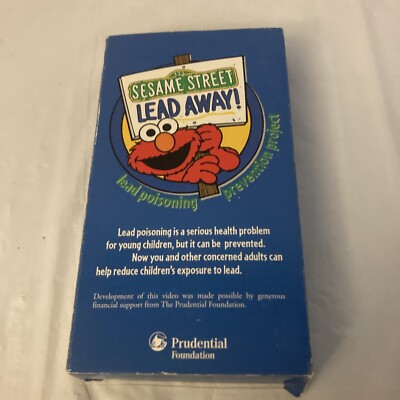 SESAME STREET
LEAD AWAY!
lead poisoning prevention project
Lead poisoning is a serious health problem
for young children, but it can be prevented.
Now you and other concerned adults can
help reduce children's exposure to lead.
Development of this video was made possible by generous
financial support from The Prudential Foundation.
Prudential
Foundation